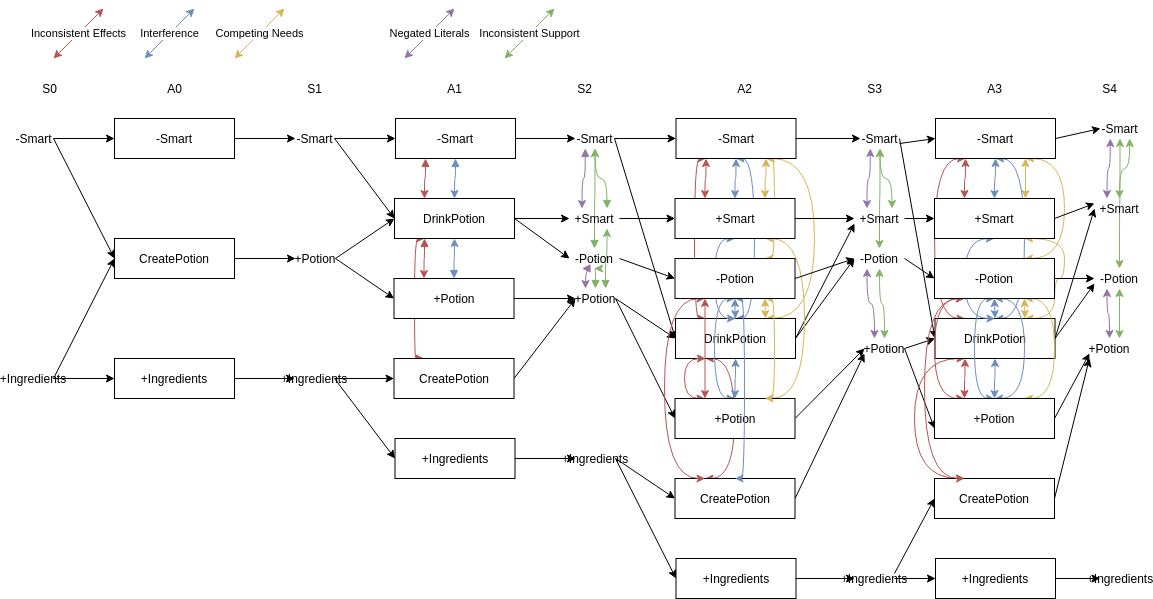 Inconsistent Effects Interference Competing Needs Negated Literals Inconsistent Support
S0 A0 S1 A1 S2 A2 S3 A3 S4
-Smart -Smart -Smart -Smart -Smart -Smart -Smart -Smart -Smart
DrinkPotion +Smart +Smart +Smart +Smart +Smart
CreatePotion +Potion -Potion -Potion -Potion -Potion -Potion
+Potion +Potion
DrinkPotion +Potion DrinkPotion +Potion
+Ingredients +Ingredients +Ingredients CreatePotion
+Potion +Potion
+Ingredients +Ingredients
CreatePotion CreatePotion
+Ingredients +Ingredients +Ingredients +Ingredients